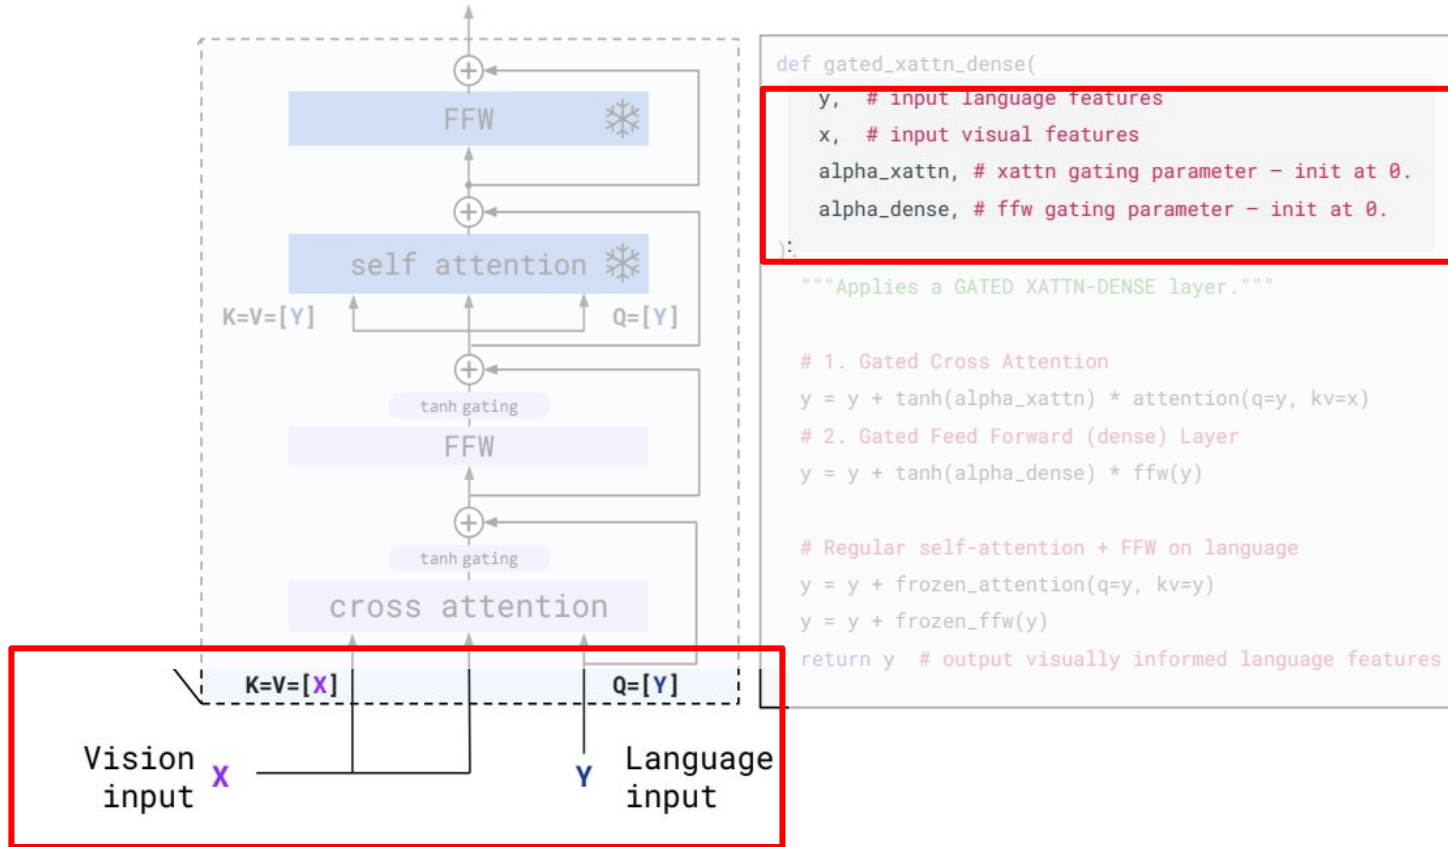 FFW
self attention
K=V=[Y]
Q=[Y]
tanh gating
FFW
tanh gating
cross attention
K=V=[X]
Q=[Y]
Vision
input
X
Y
Language
input
def gated_xattn_dense(
y, # input language features
x, # input visual features
alpha_xattn, # xattn gating parameter – init at 0.
alpha_dense, # ffw gating parameter – init at 0.
):
"""Applies a GATED XATTN-DENSE layer."""
# 1. Gated Cross Attention
y = y + tanh(alpha_xattn) * attention(q=y, kv=x)
# 2. Gated Feed Forward (dense) Layer
y = y + tanh(alpha_dense) * ffw(y)
# Regular self-attention + FFW on language
y = y + frozen_attention(q=y, kv=y)
y = y + frozen_ffw(y)
return y # output visually informed language features